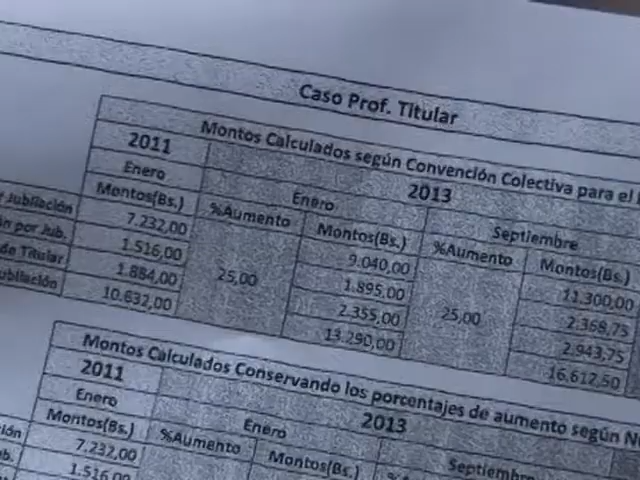 Caso Prof. Titular
Montos Calculados según Convención Colectiva para el
2011 2013
Enero Enero Septiembre
Montos(Bs.) %Aumento Montos(Bs.) %Aumento Montos(Bs.)
Jubilación 7.232,00 25,00 9.040,00 25,00 11.300,00
por Jub. 1.516,00 1.895,00 2.368,75
Titular 1.884,00 2.355,00 2.943,75
10.632,00 13.290,00 16.612,50
Montos Calculados Conservando los porcentajes de aumento según
2011 2013
Enero Enero Septiembre
Montos(Bs.) %Aumento Montos(Bs.)
7.232,00
1.516,00